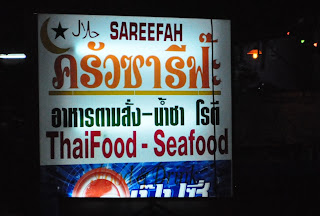 حلال SAREEFAH
ครัวซารีฟ๊ะ
อาหารตามสั่ง-น้ำชา โรตี
ThaiFood - Seafood